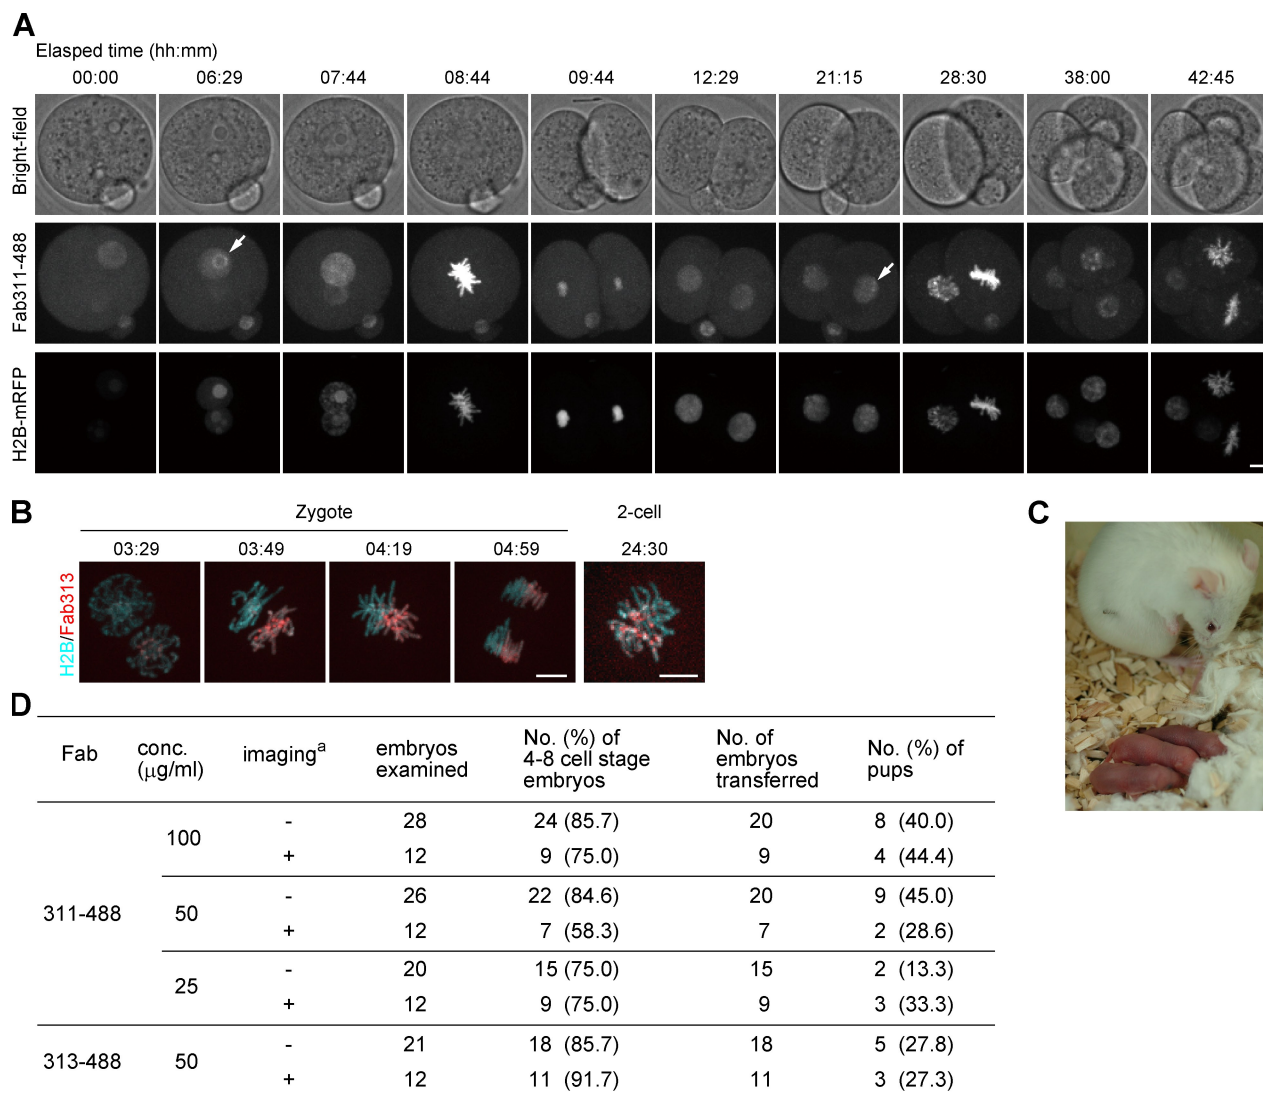 A
Elasped time (hh:mm)
00:00 06:29 07:44 08:44 09:44 12:29 21:15 28:30 38:00 42:45
Bright-field
Fab311-488
H2B-mRFP
B
Zygote 2-cell
03:29 03:49 04:19 04:59 24:30
H2B/Fab313
C
D
Fab conc. (µg/ml) imagingᵃ embryos examined No. (%) of 4-8 cell stage embryos No. of embryos transferred No. (%) of pups
311-488 100 - 28 24 (85.7) 20 8 (40.0)
+ 12 9 (75.0) 9 4 (44.4)
50 - 26 22 (84.6) 20 9 (45.0)
+ 12 7 (58.3) 7 2 (28.6)
25 - 20 15 (75.0) 15 2 (13.3)
+ 12 9 (75.0) 9 3 (33.3)
313-488 50 - 21 18 (85.7) 18 5 (27.8)
+ 12 11 (91.7) 11 3 (27.3)